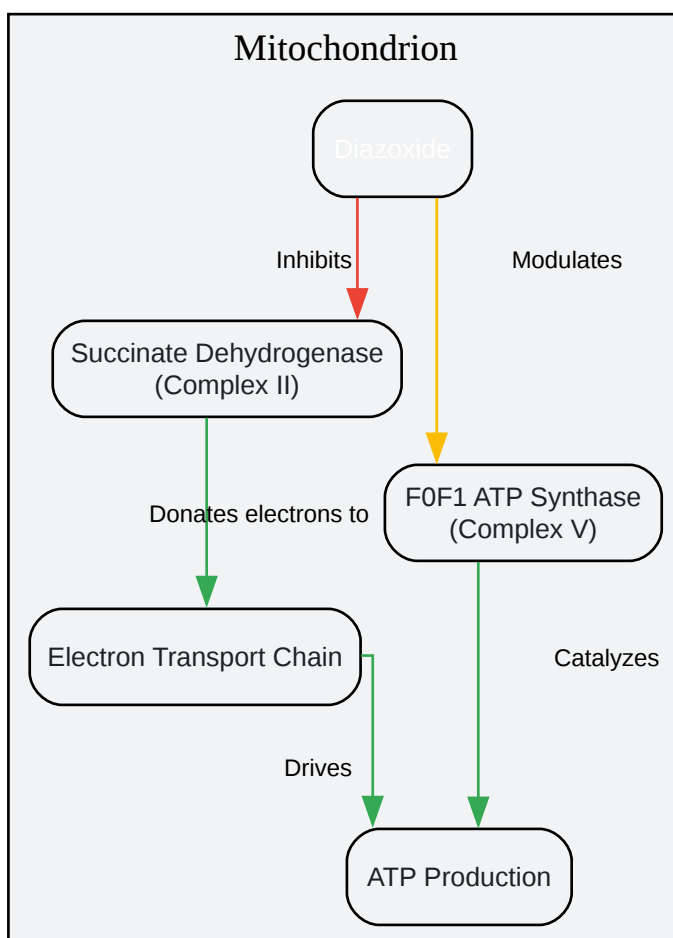 Mitochondrion
Diazoxide
Inhibits
Modulates
Succinate Dehydrogenase
(Complex II)
F0F1 ATP Synthase
(Complex V)
Donates electrons to
Electron Transport Chain
Catalyzes
Drives
ATP Production